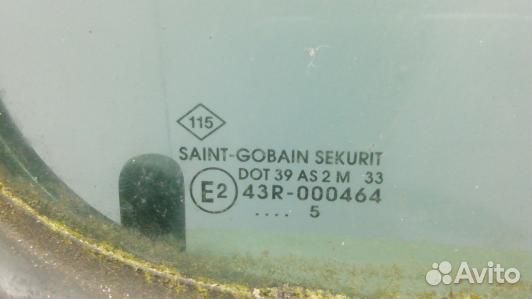 115
SAINT-GOBAIN SEKURIT
DOT 39 AS 2 M 33
E2 43R-000464
.... 5
Avito